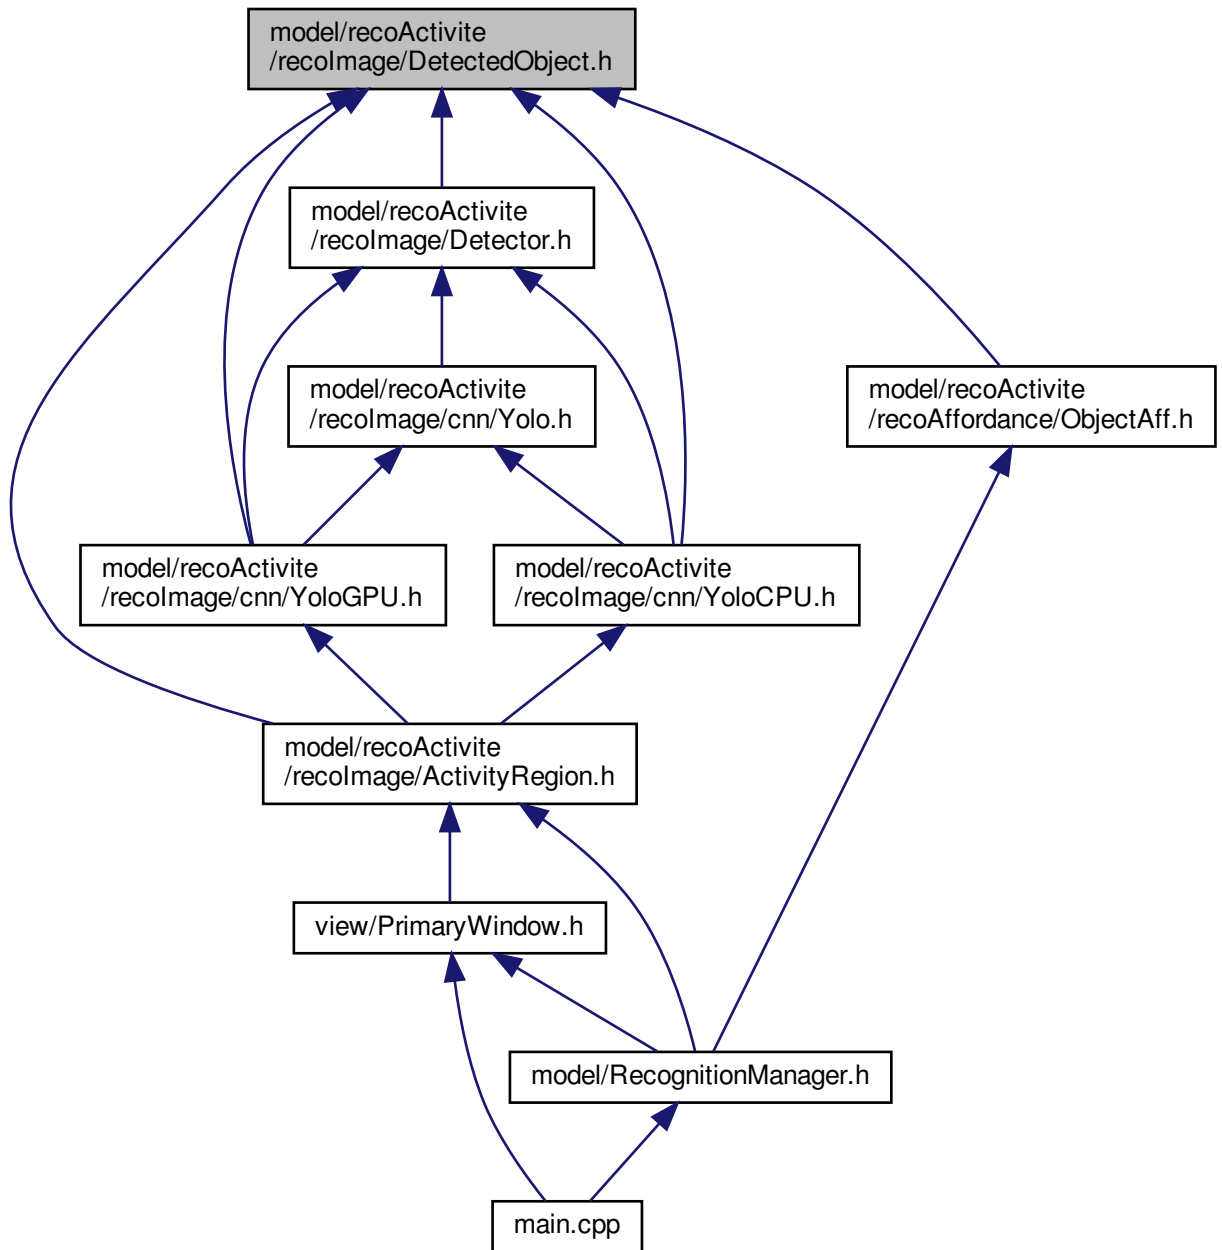 model/recoActivite
/recoImage/DetectedObject.h
model/recoActivite
/recoImage/Detector.h
model/recoActivite
/recoImage/cnn/Yolo.h
model/recoActivite
/recoAffordance/ObjectAff.h
model/recoActivite
/recoImage/cnn/YoloGPU.h
model/recoActivite
/recoImage/cnn/YoloCPU.h
model/recoActivite
/recoImage/ActivityRegion.h
view/PrimaryWindow.h
model/RecognitionManager.h
main.cpp